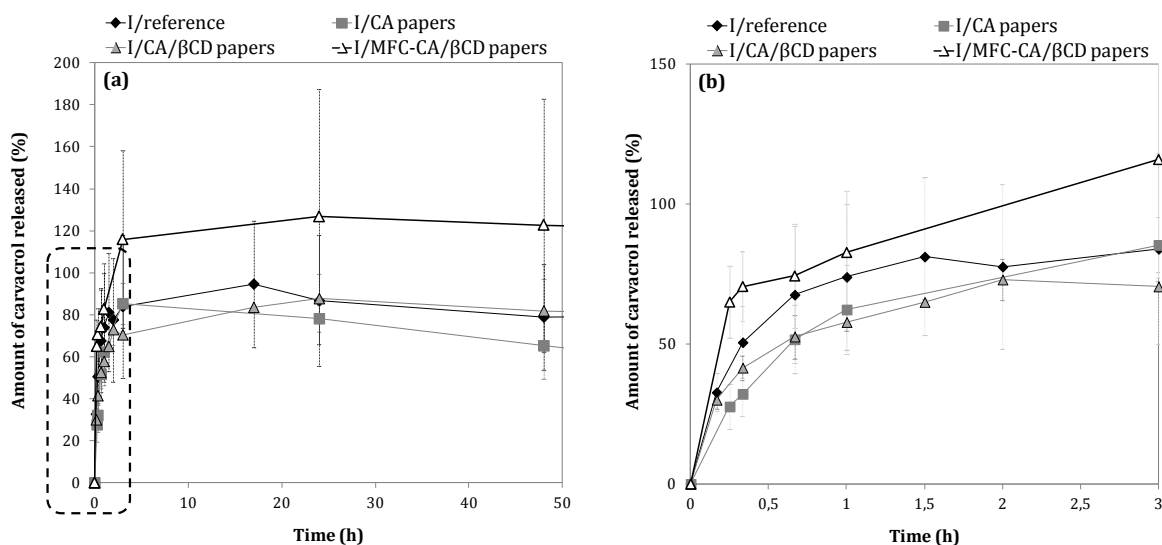 I/reference
I/CA papers
I/CA/βCD papers
I/MFC-CA/βCD papers
(a)
Amount of carvacrol released (%)
200
180
160
140
120
100
80
60
40
20
0
0
10
20
30
40
50
Time (h)
I/reference
I/CA papers
I/CA/βCD papers
I/MFC-CA/βCD papers
(b)
Amount of carvacrol released (%)
150
100
50
0
0
0,5
1
1,5
2
2,5
3
Time (h)